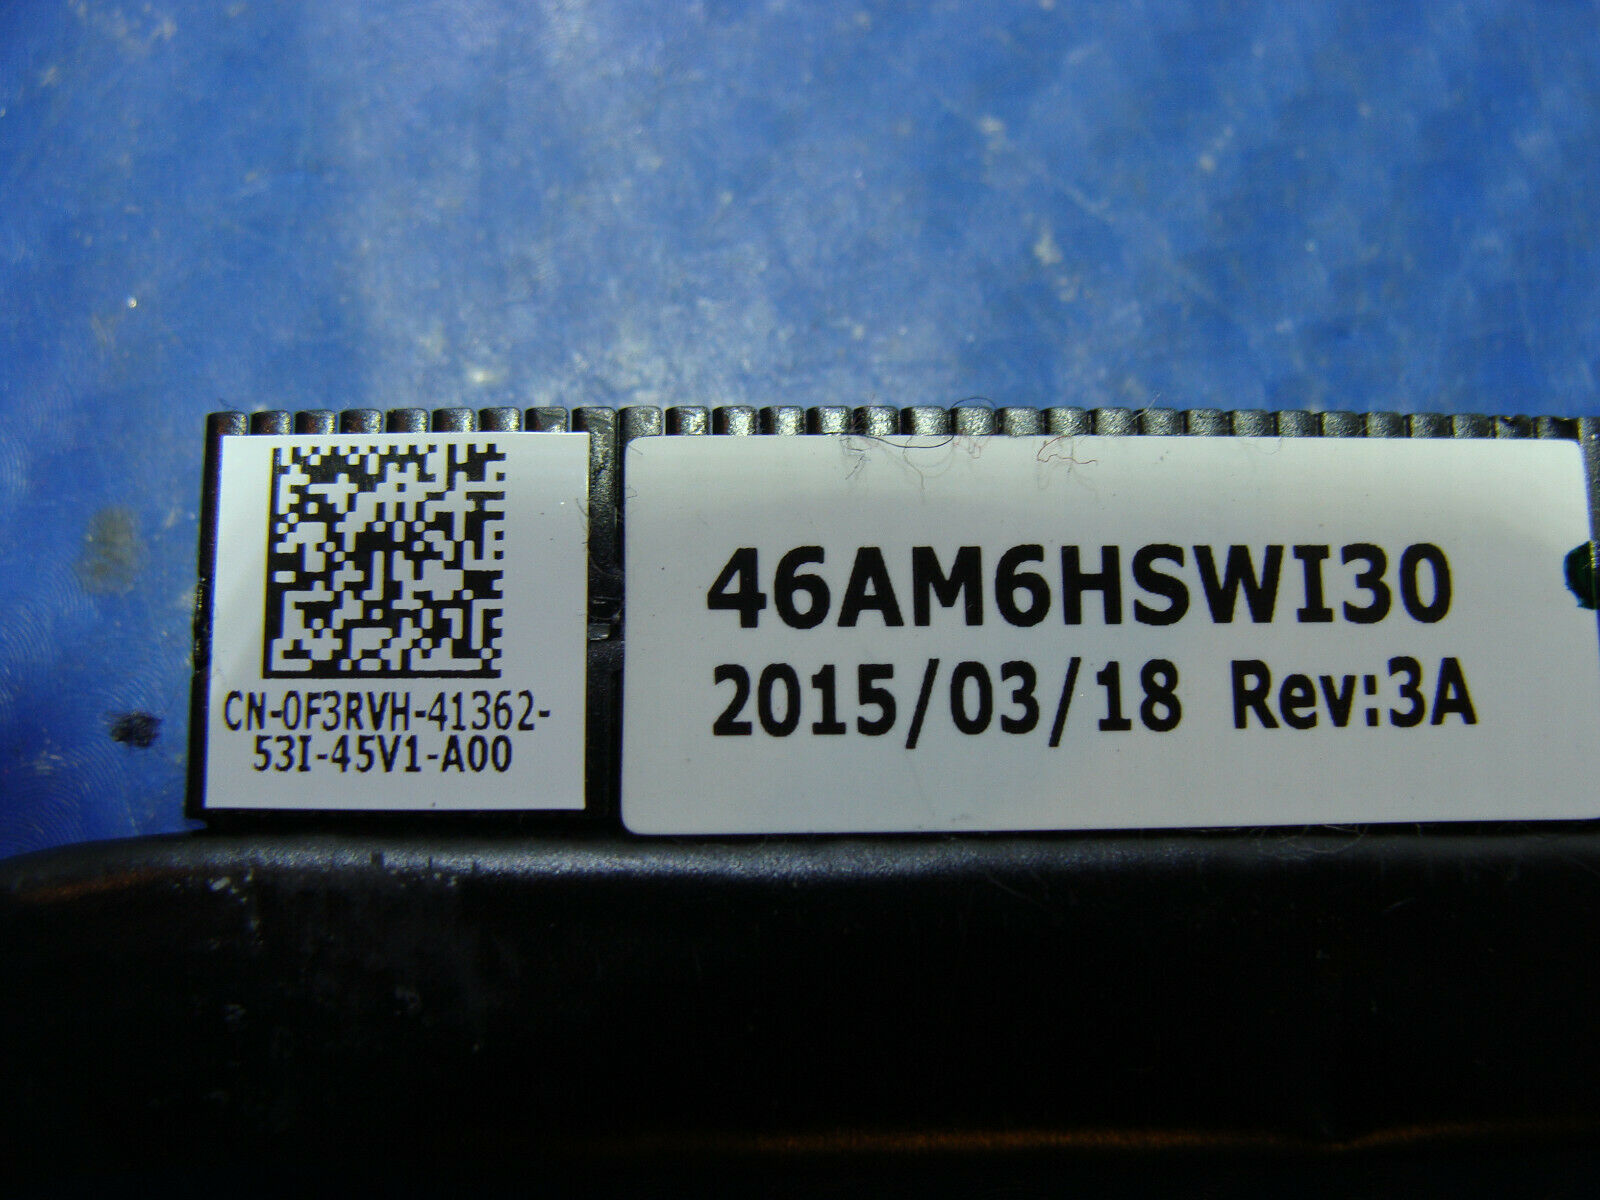 CN-0F3RVH-41362-
53I-45V1-A00
46AM6HSWI30
2015/03/18 Rev:3A